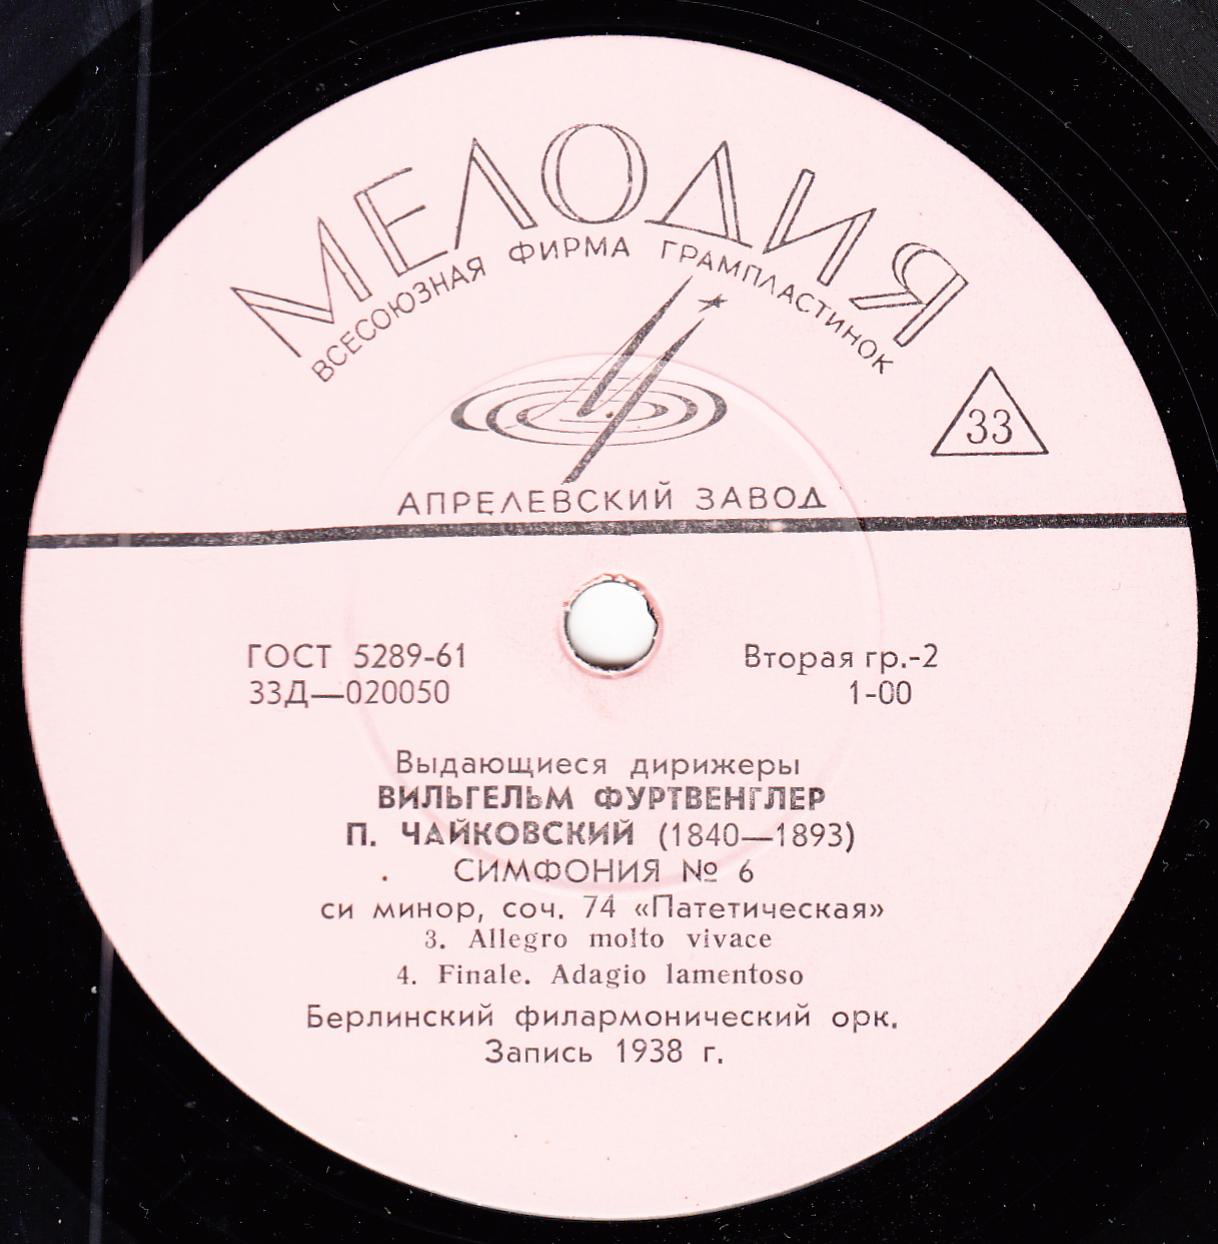 МЕЛОДИЯ
ВСЕСОЮЗНАЯ ФИРМА ГРАМПЛАСТИНОК
33
АПРЕЛЕВСКИЙ ЗАВОД
ГОСТ 5289-61
Вторая гр.-2
33Д—020050
1-00
Выдающиеся дирижеры
ВИЛЬГЕЛЬМ ФУРТВЕНГЛЕР
П. ЧАЙКОВСКИЙ (1840—1893)
СИМФОНИЯ № 6
си минор, соч. 74 «Патетическая»
3. Allegro molto vivace
4. Finale. Adagio lamentoso
Берлинский филармонический орк.
Запись 1938 г.